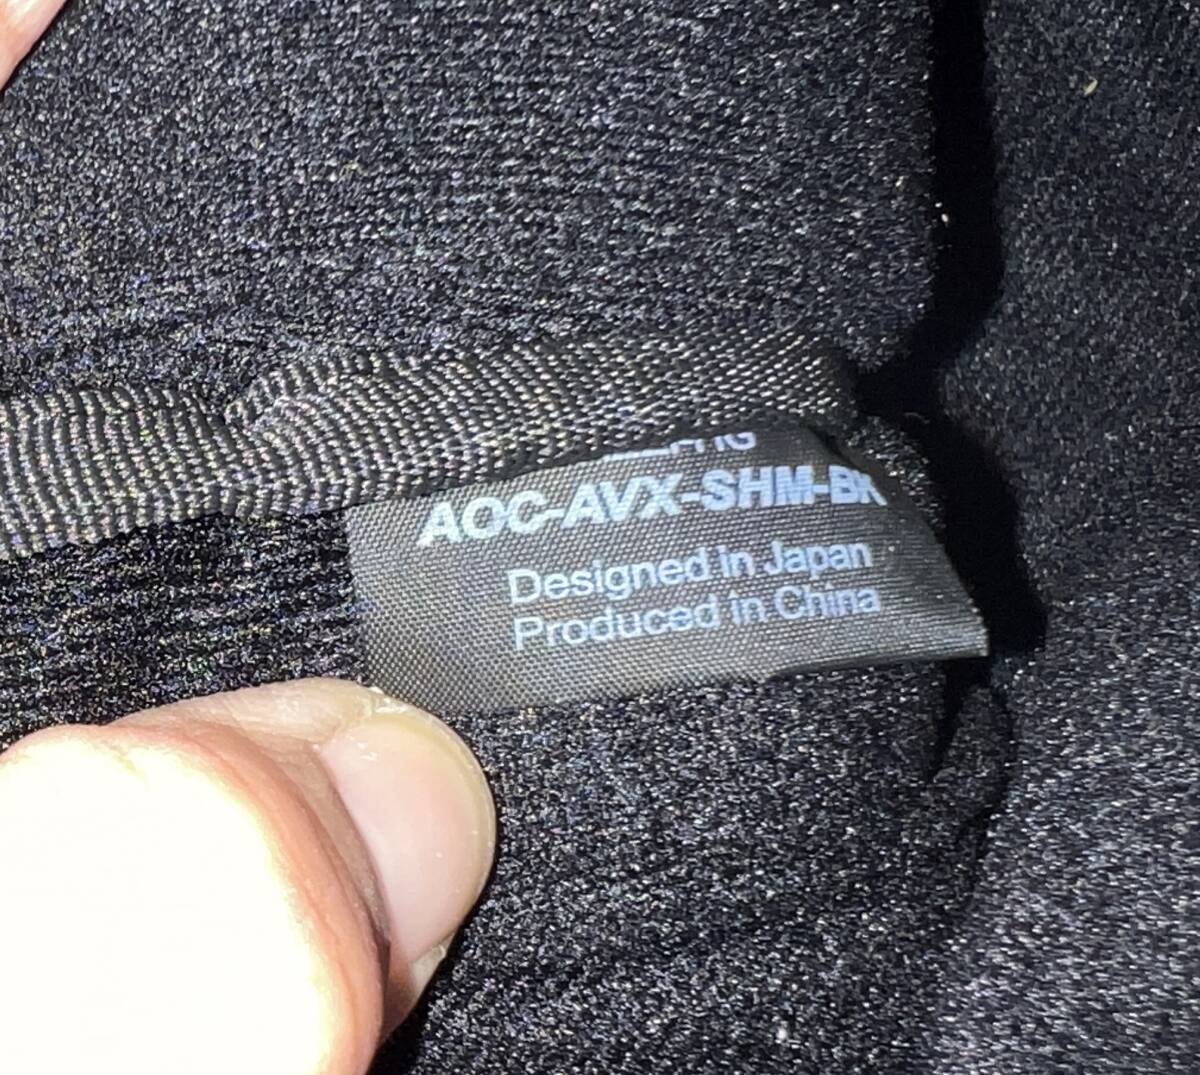 AOC-AVX-SHM-BK
Designed in Japan
Produced in China